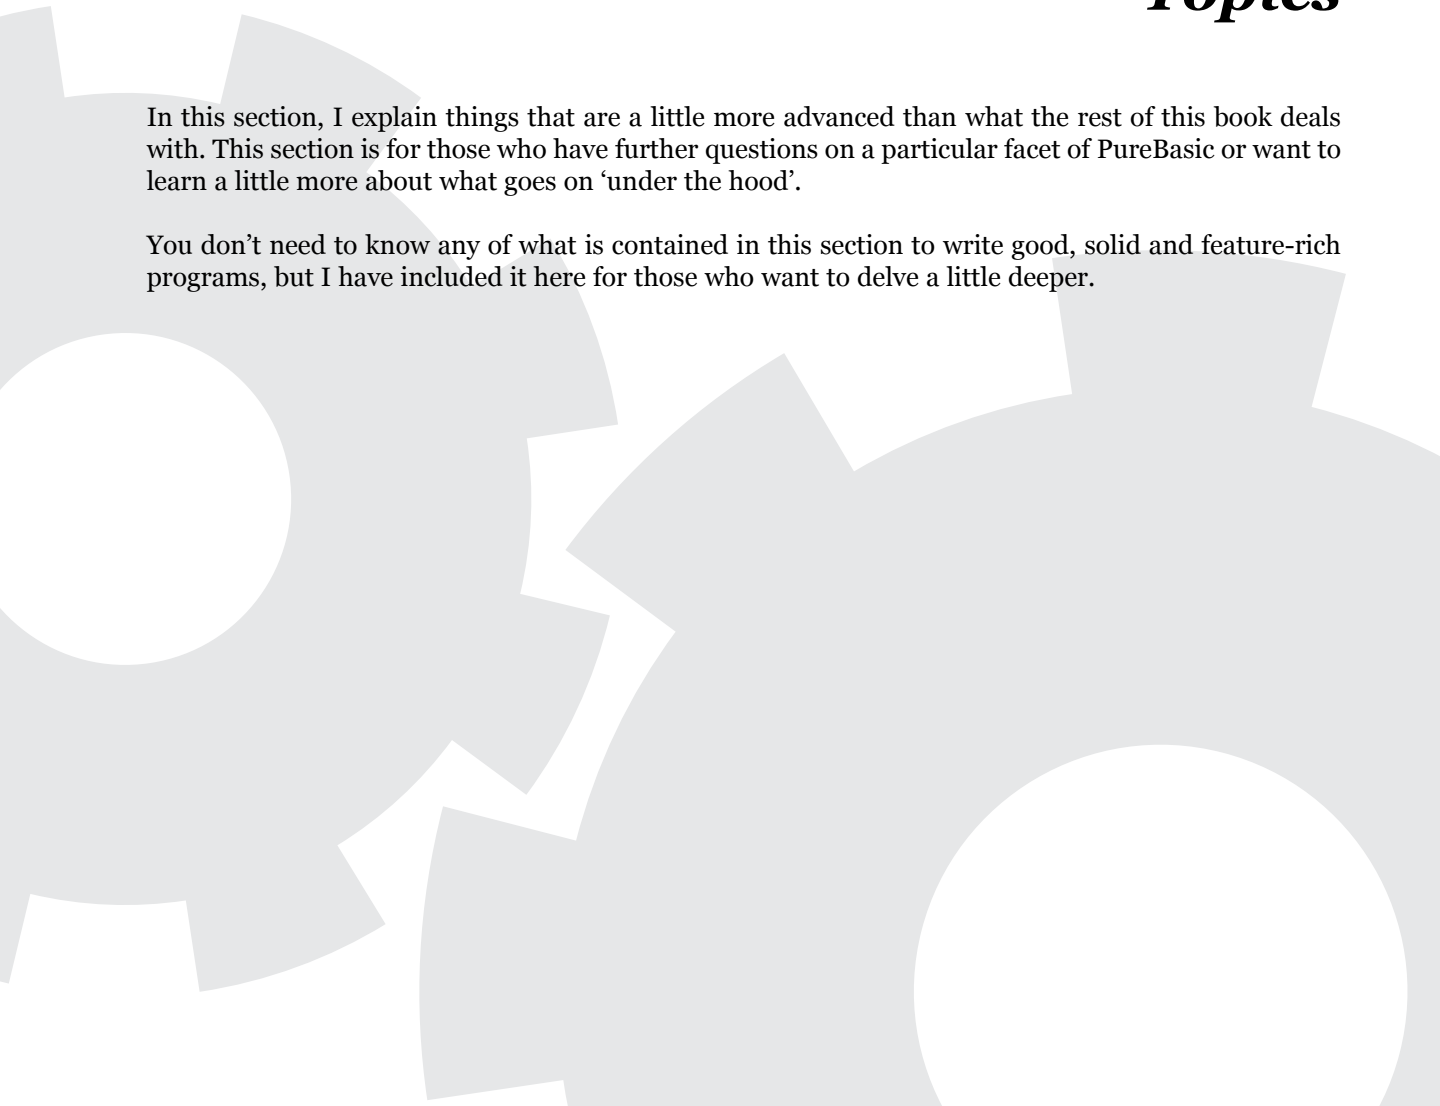 Topics
In this section, I explain things that are a little more advanced than what the rest of this book deals
with. This section is for those who have further questions on a particular facet of PureBasic or want to
learn a little more about what goes on ‘under the hood’.
You don’t need to know any of what is contained in this section to write good, solid and feature-rich
programs, but I have included it here for those who want to delve a little deeper.